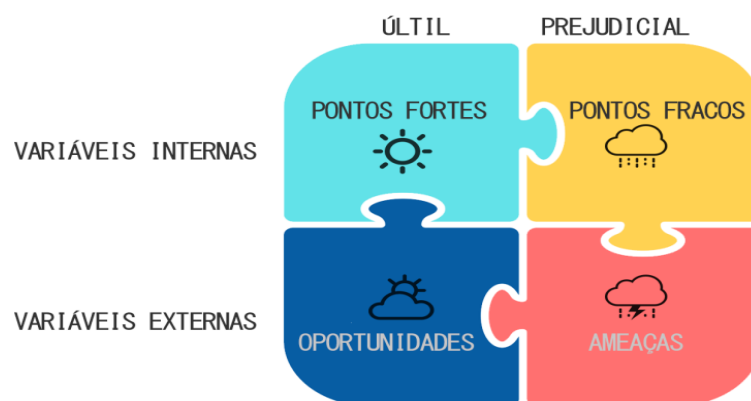 ÚLTIL
PREJUDICIAL
PONTOS FORTES
PONTOS FRACOS
VARIÁVEIS INTERNAS
VARIÁVEIS EXTERNAS
OPORTUNIDADES
AMEAÇAS